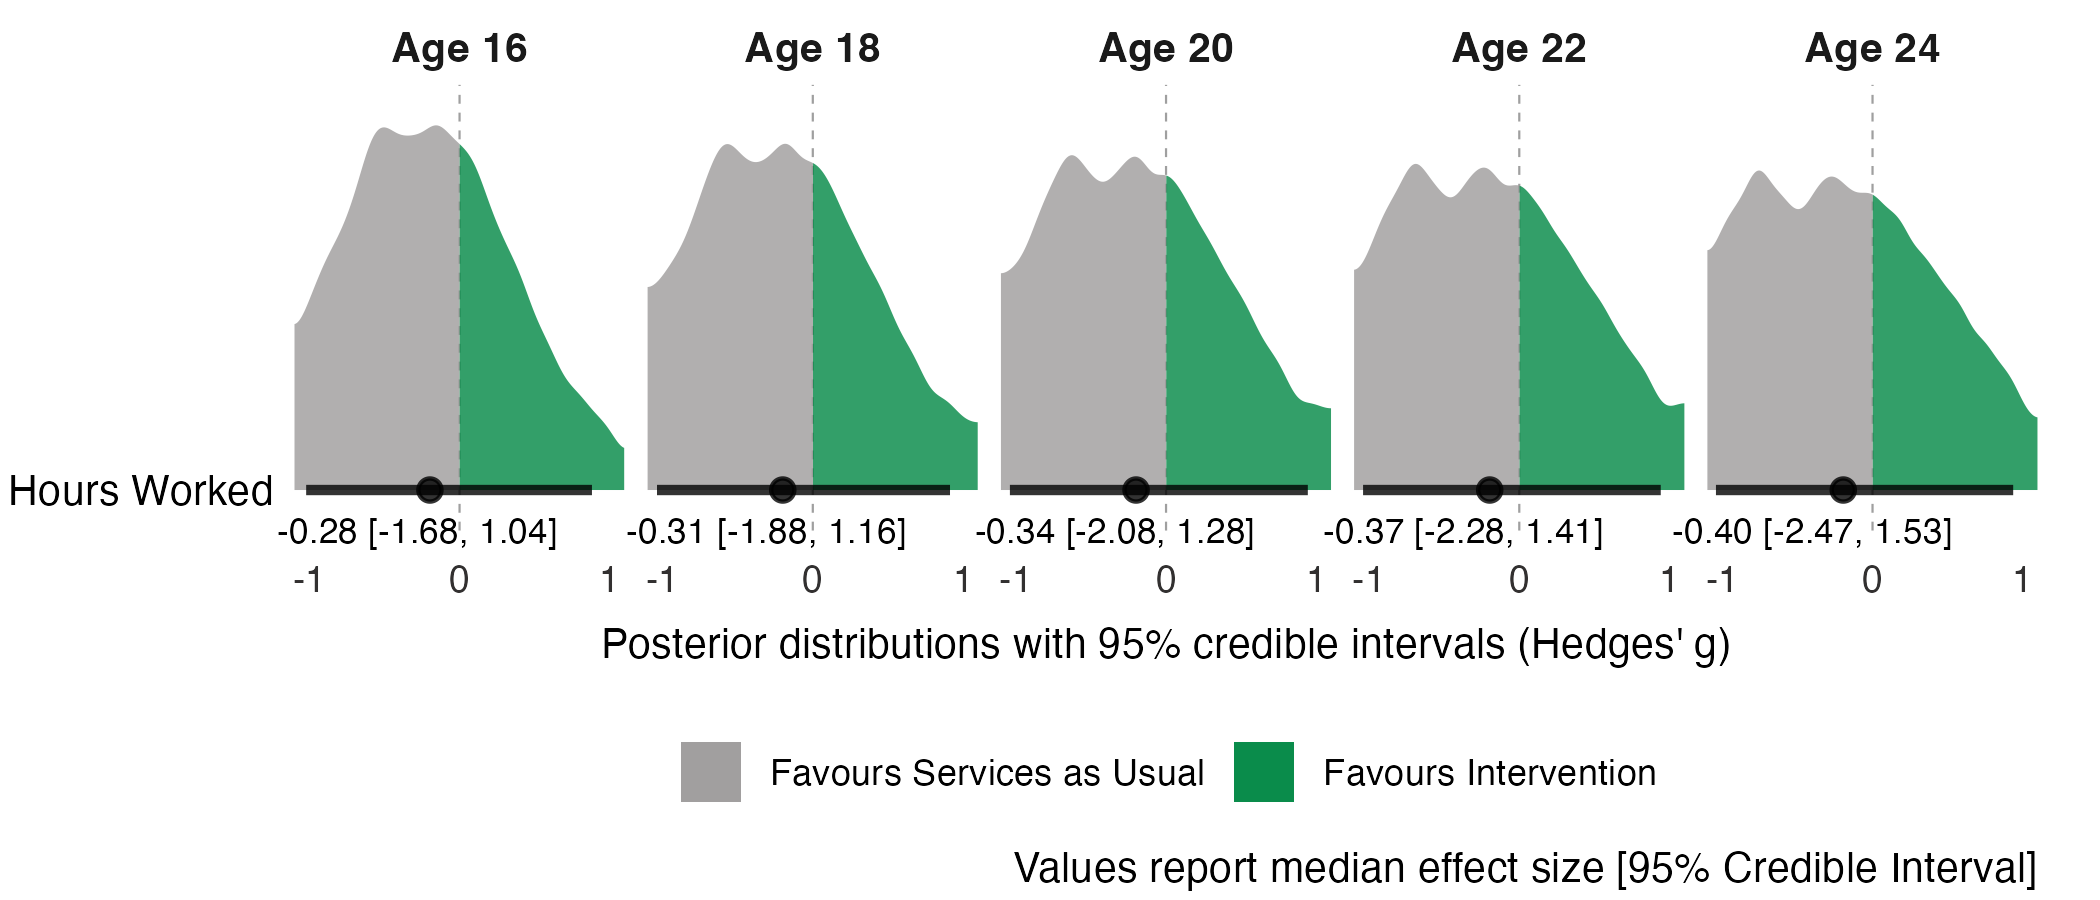 Age 16 Age 18 Age 20 Age 22 Age 24
Hours Worked
-0.28 [-1.68, 1.04] -0.31 [-1.88, 1.16] -0.34 [-2.08, 1.28] -0.37 [-2.28, 1.41] -0.40 [-2.47, 1.53]
-1 0 1 -1 0 1 -1 0 1 -1 0 1 -1 0 1
Posterior distributions with 95% credible intervals (Hedges' g)
Favours Services as Usual Favours Intervention
Values report median effect size [95% Credible Interval]